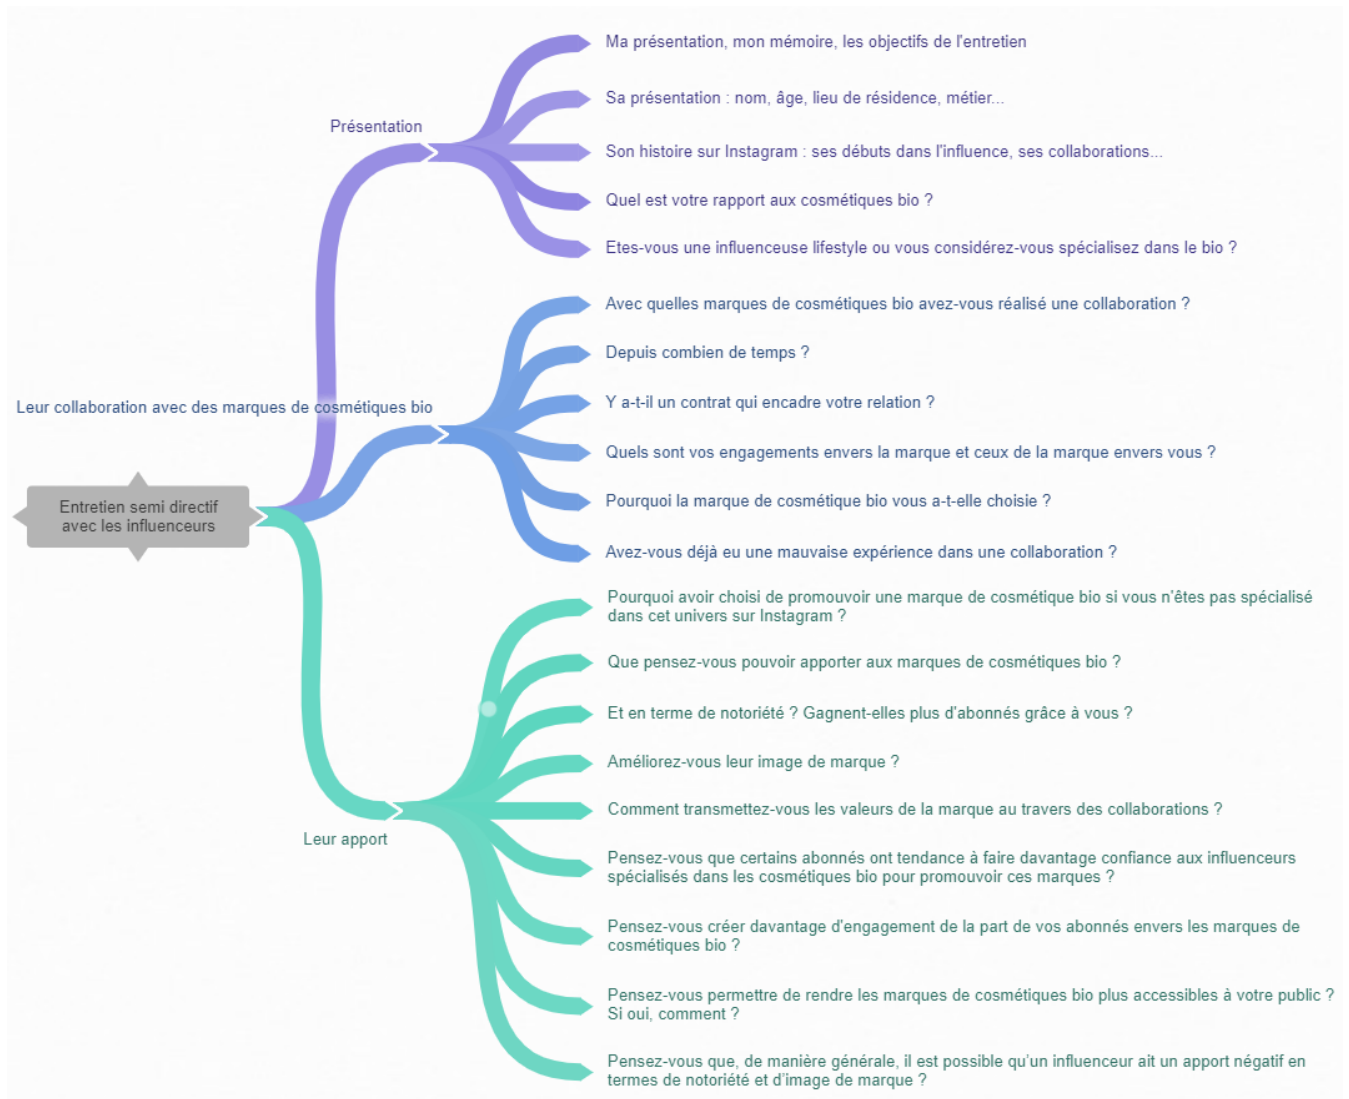 Entretien semi directif
avec les influenceurs
Présentation
Ma présentation, mon mémoire, les objectifs de l'entretien
Sa présentation : nom, âge, lieu de résidence, métier...
Son histoire sur Instagram : ses débuts dans l'influence, ses collaborations...
Quel est votre rapport aux cosmétiques bio ?
Etes-vous une influenceuse lifestyle ou vous considérez-vous spécialisez dans le bio ?
Leur collaboration avec des marques de cosmétiques bio
Avec quelles marques de cosmétiques bio avez-vous réalisé une collaboration ?
Depuis combien de temps ?
Y a-t-il un contrat qui encadre votre relation ?
Quels sont vos engagements envers la marque et ceux de la marque envers vous ?
Pourquoi la marque de cosmétique bio vous a-t-elle choisie ?
Avez-vous déjà eu une mauvaise expérience dans une collaboration ?
Leur apport
Pourquoi avoir choisi de promouvoir une marque de cosmétique bio si vous n'êtes pas spécialisé
dans cet univers sur Instagram ?
Que pensez-vous pouvoir apporter aux marques de cosmétiques bio ?
Et en terme de notoriété ? Gagnent-elles plus d'abonnés grâce à vous ?
Améliorez-vous leur image de marque ?
Comment transmettez-vous les valeurs de la marque au travers des collaborations ?
Pensez-vous que certains abonnés ont tendance à faire davantage confiance aux influenceurs
spécialisés dans les cosmétiques bio pour promouvoir ces marques ?
Pensez-vous créer davantage d'engagement de la part de vos abonnés envers les marques de
cosmétiques bio ?
Pensez-vous permettre de rendre les marques de cosmétiques bio plus accessibles à votre public ?
Si oui, comment ?
Pensez-vous que, de manière générale, il est possible qu'un influenceur ait un apport négatif en
termes de notoriété et d'image de marque ?